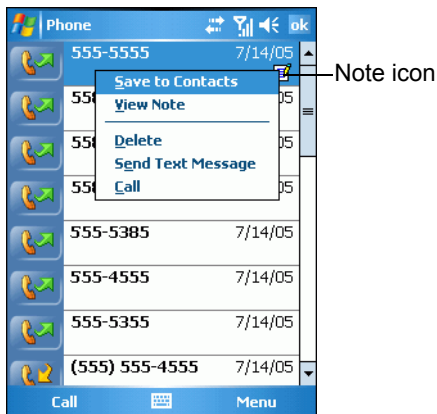 Phone ok
555-5555 7/14/05
Note icon
Save to Contacts
View Note
Delete
Send Text Message
Call
555-5385 7/14/05
555-4555 7/14/05
555-5355 7/14/05
(555) 555-4555 7/14/05
Call Menu